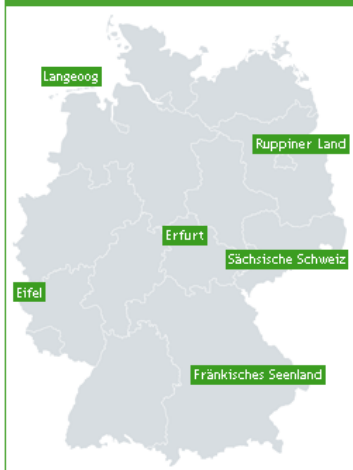 Langeoog
Ruppiner Land
Erfurt
Sächsische Schweiz
Eifel
Fränkisches Seenland